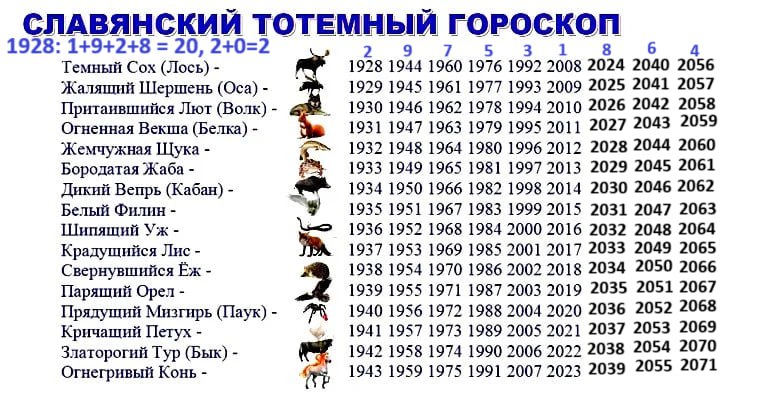 СЛАВЯНСКИЙ ТОТЕМНЫЙ ГОРОСКОП
1928: 1+9+2+8 = 20, 2+0=2 2 9 7 5 3 1 8 6 4
Темный Сох (Лось) - 1928 1944 1960 1976 1992 2008 2024 2040 2056
Жалящий Шершень (Оса) - 1929 1945 1961 1977 1993 2009 2025 2041 2057
Притаившийся Лют (Волк) - 1930 1946 1962 1978 1994 2010 2026 2042 2058
Огненная Векша (Белка) - 1931 1947 1963 1979 1995 2011 2027 2043 2059
Жемчужная Щука - 1932 1948 1964 1980 1996 2012 2028 2044 2060
Бородатая Жаба - 1933 1949 1965 1981 1997 2013 2029 2045 2061
Дикий Вепрь (Кабан) - 1934 1950 1966 1982 1998 2014 2030 2046 2062
Белый Филин - 1935 1951 1967 1983 1999 2015 2031 2047 2063
Шипящий Уж - 1936 1952 1968 1984 2000 2016 2032 2048 2064
Крадущийся Лис - 1937 1953 1969 1985 2001 2017 2033 2049 2065
Свернувшийся Ёж - 1938 1954 1970 1986 2002 2018 2034 2050 2066
Парящий Орел - 1939 1955 1971 1987 2003 2019 2035 2051 2067
Прядущий Мизгирь (Паук) - 1940 1956 1972 1988 2004 2020 2036 2052 2068
Кричащий Петух - 1941 1957 1973 1989 2005 2021 2037 2053 2069
Златорогий Тур (Бык) - 1942 1958 1974 1990 2006 2022 2038 2054 2070
Огнегривый Конь - 1943 1959 1975 1991 2007 2023 2039 2055 2071